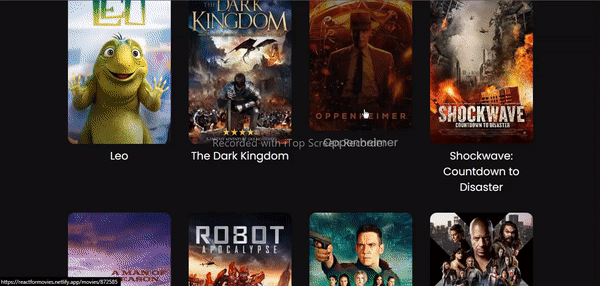 LEO
THE DARK
KINGDOM
OPPENHEIMER
SHOCKWAVE
COUNTDOWN TO DISASTER
Recorded with iTop Screen Recorder
Oppenheimer
Leo
The Dark Kingdom
Shockwave:
Countdown to
Disaster
A MAN OF
REASON
ROBOT
APOCALYPSE
https://reactformovies.netlify.app/movies/872585